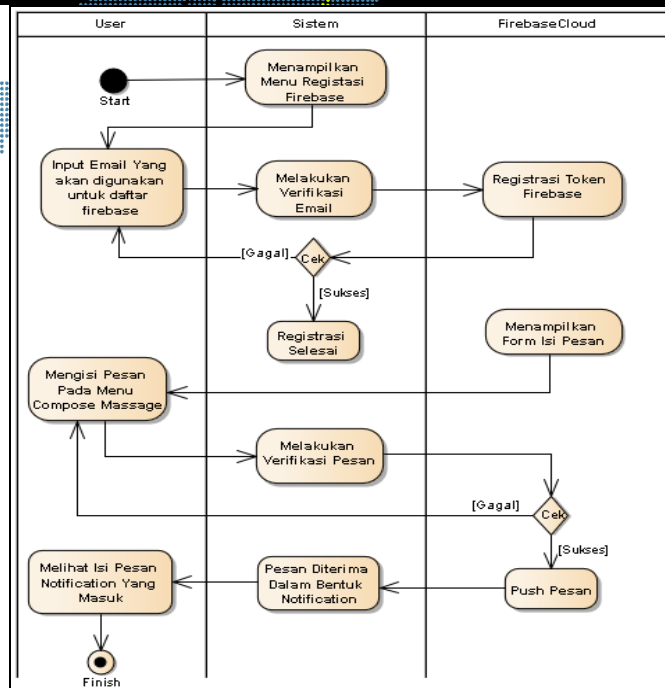 User
Sistem
FirebaseCloud
Start
Menampilkan
Menu Registasi
Firebase
Input Email Yang
akan digunakan
untuk daftar
firebase
Melakukan
Verifikasi
Email
Registrasi Token
Firebase
[Gagal]
Cek
[Sukses]
Registrasi
Selesai
Menampilkan
Form Isi Pesan
Mengisi Pesan
Pada Menu
Compose Massage
Melakukan
Verifikasi Pesan
[Gagal]
Cek
[Sukses]
Melihat Isi Pesan
Notification Yang
Masuk
Pesan Diterima
Dalam Bentuk
Notification
Push Pesan
Finish